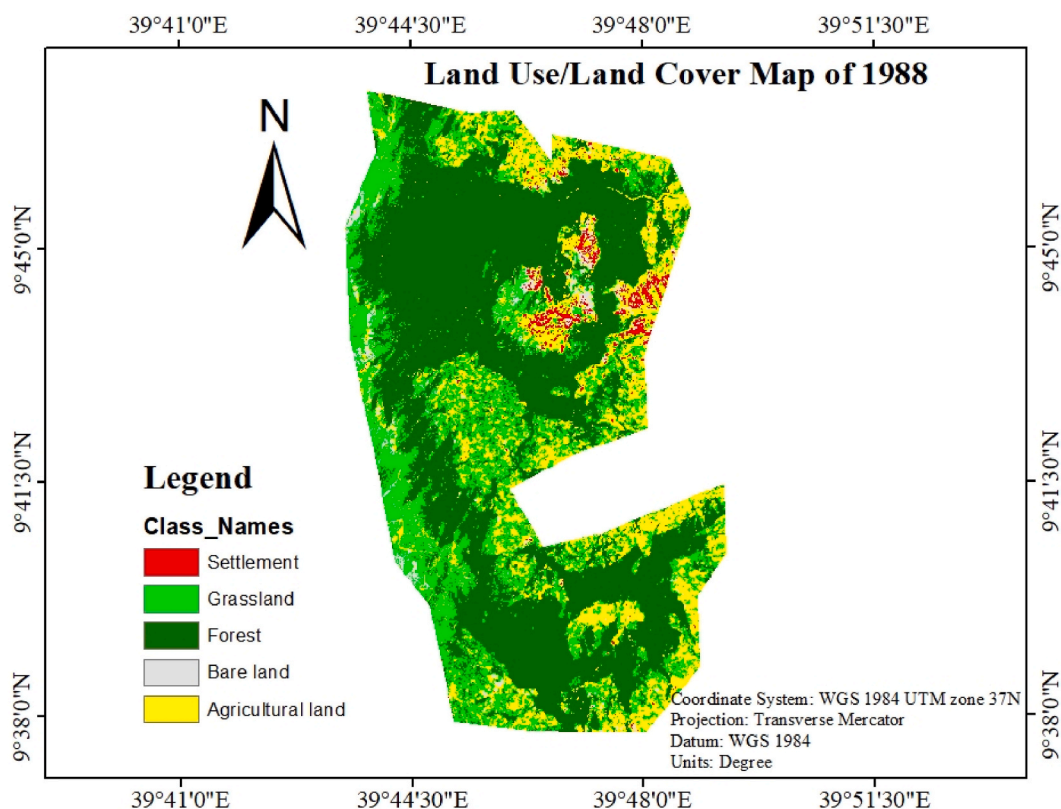 39°41'0"E 39°44'30"E 39°48'0"E 39°51'30"E
Land Use/Land Cover Map of 1988
N
9°45'0"N 9°45'0"N
9°41'30"N 9°41'30"N
9°38'0"N 9°38'0"N
Legend
Class_Names
Settlement
Grassland
Forest
Bare land
Agricultural land
Coordinate System: WGS 1984 UTM zone 37N
Projection: Transverse Mercator
Datum: WGS 1984
Units: Degree
39°41'0"E 39°44'30"E 39°48'0"E 39°51'30"E